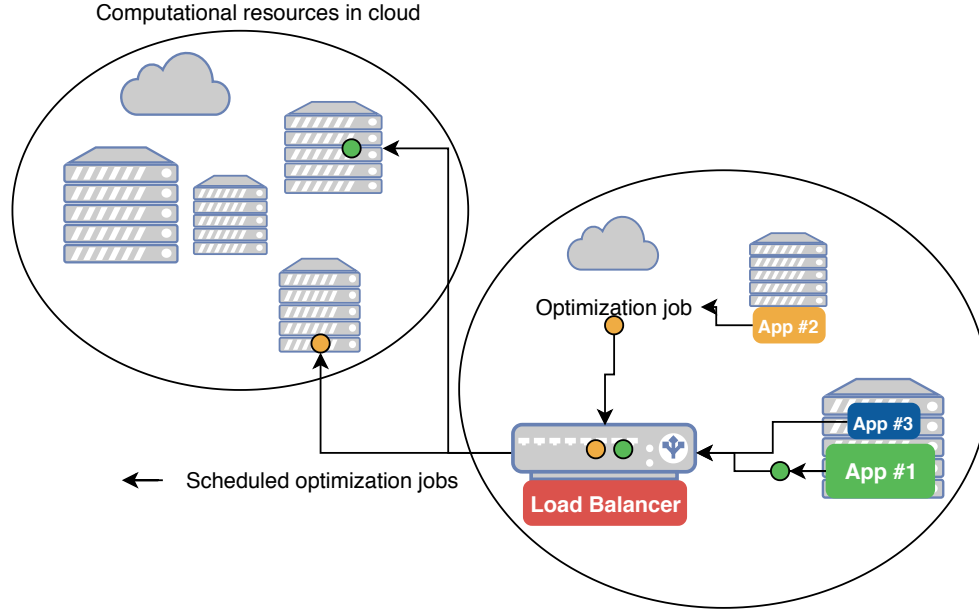 Computational resources in cloud
Optimization job
App #2
App #3
App #1
Load Balancer
Scheduled optimization jobs